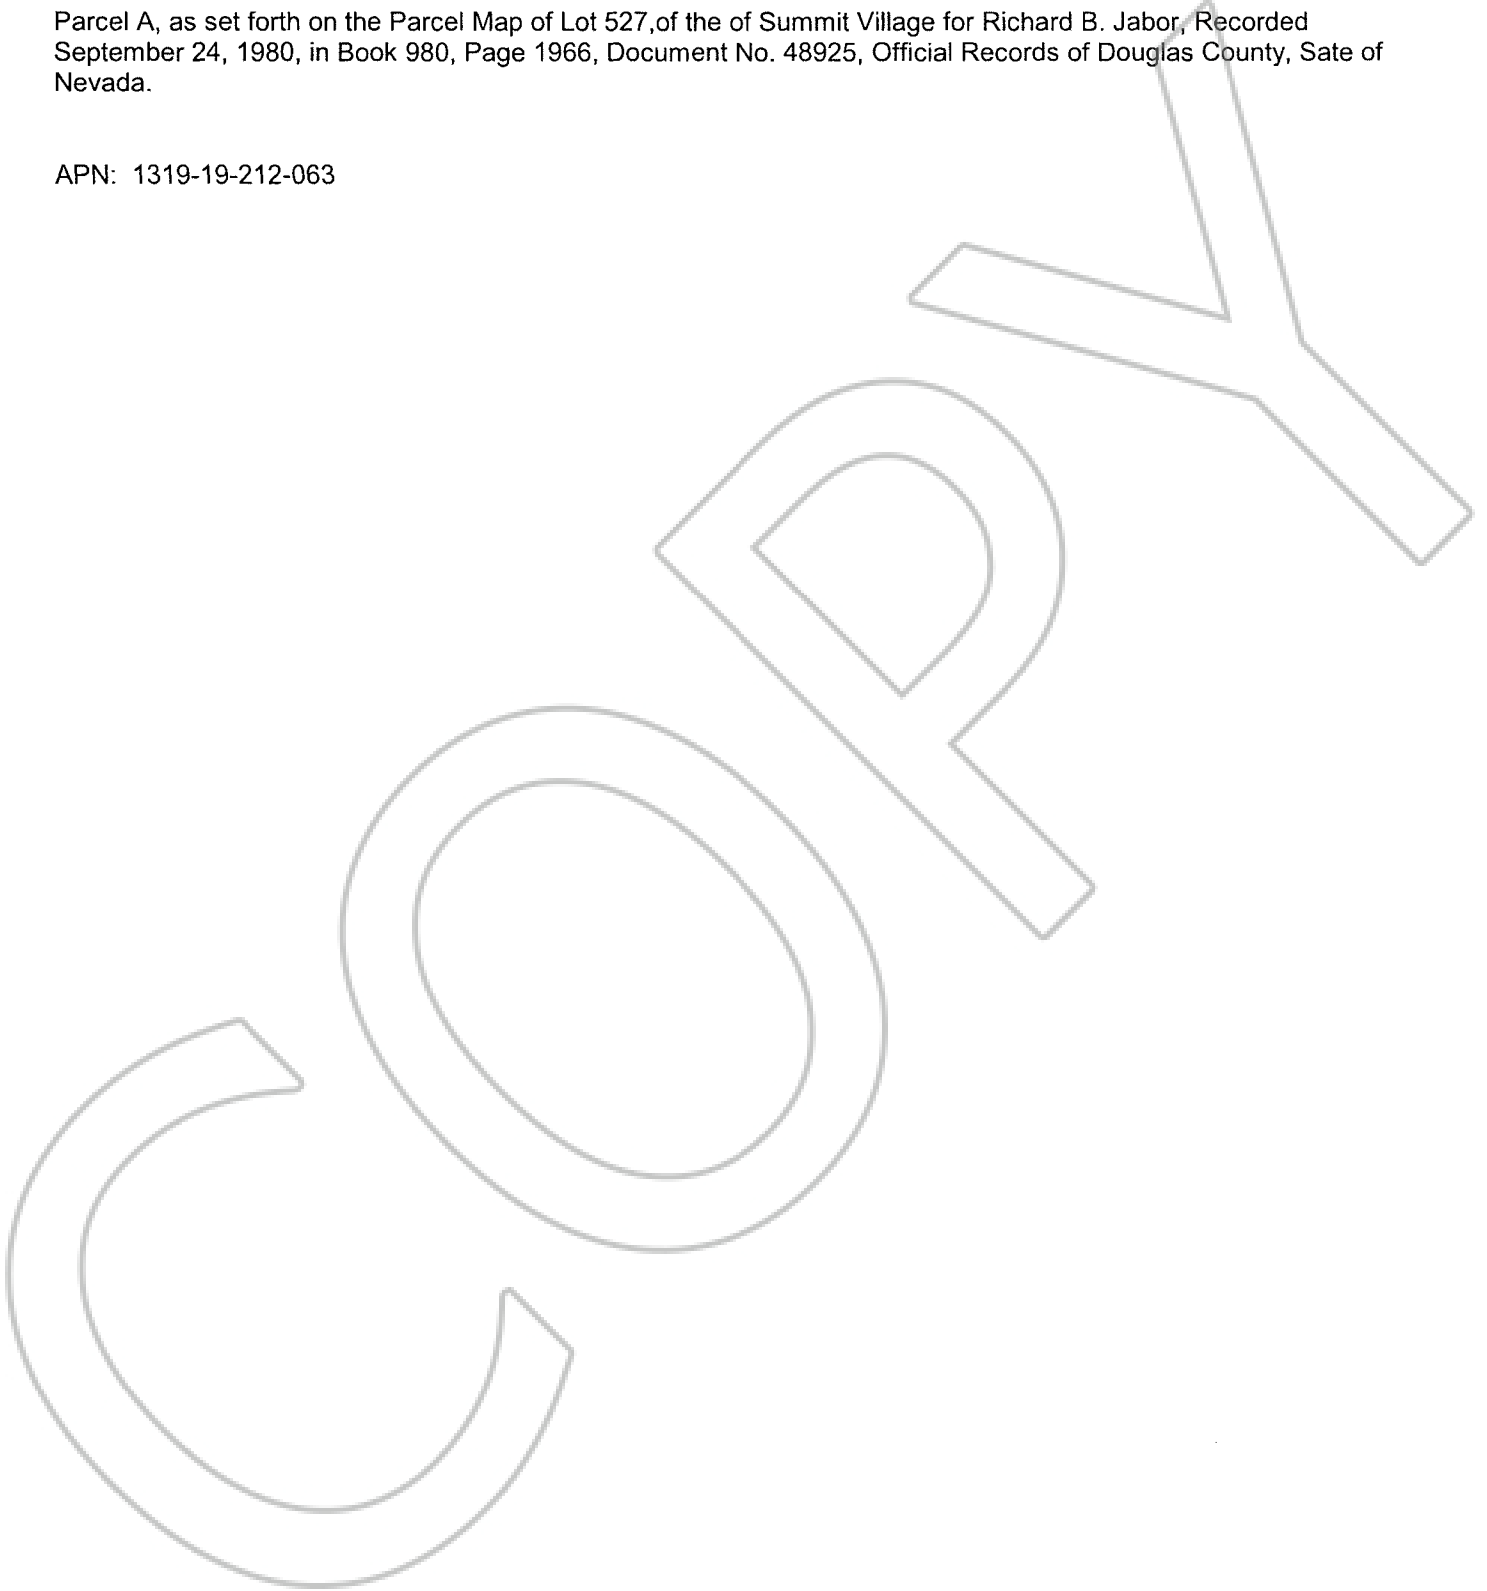 Parcel A, as set forth on the Parcel Map of Lot 527,of the of Summit Village for Richard B. Jabor, Recorded
September 24, 1980, in Book 980, Page 1966, Document No. 48925, Official Records of Douglas County, Sate of
Nevada.
APN: 1319-19-212-063
COPY